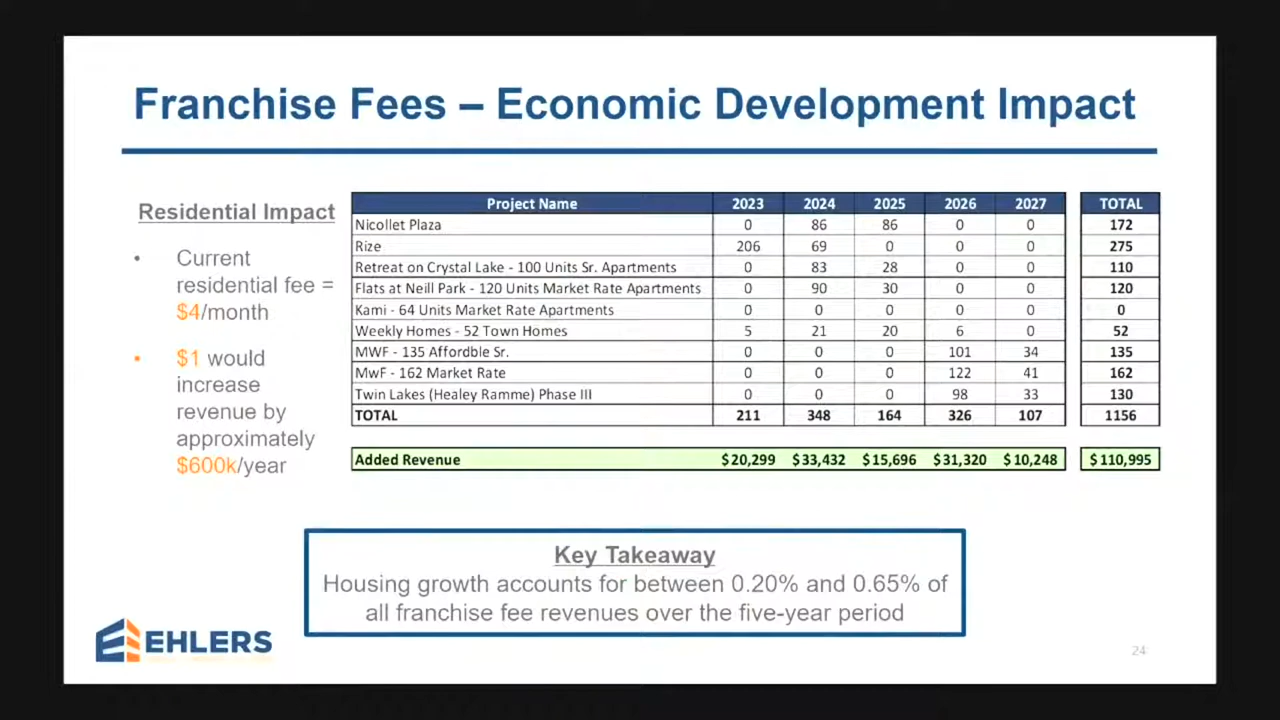 Franchise Fees – Economic Development Impact
Residential Impact
• Current
residential fee =
$4/month
• $1 would
increase
revenue by
approximately
$600k/year
Project Name 2023 2024 2025 2026 2027 TOTAL
Nicollet Plaza 0 86 86 0 0 172
Rize 206 69 0 0 0 275
Retreat on Crystal Lake - 100 Units Sr. Apartments 0 83 28 0 0 110
Flats at Neill Park - 120 Units Market Rate Apartments 0 90 30 0 0 120
Kami - 64 Units Market Rate Apartments 0 0 0 0 0 0
Weekly Homes - 52 Town Homes 5 21 20 6 0 52
MWF - 135 Affordble Sr. 0 0 0 101 34 135
MwF - 162 Market Rate 0 0 0 122 41 162
Twin Lakes (Healey Ramme) Phase III 0 0 0 98 33 130
TOTAL 211 348 164 326 107 1156
Added Revenue $20,299 $33,432 $15,696 $31,320 $10,248 $110,995
Key Takeaway
Housing growth accounts for between 0.20% and 0.65% of
all franchise fee revenues over the five-year period
EHLERS
24